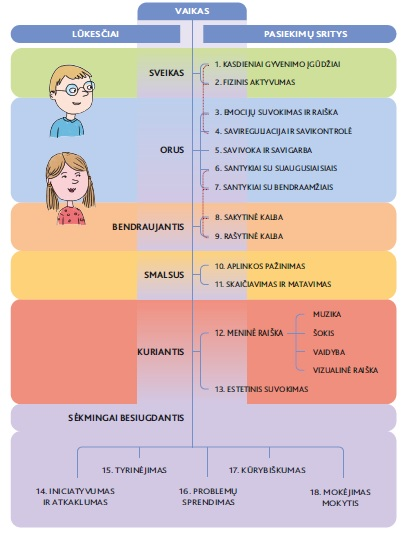 VAIKAS
LŪKESČIAI
PASIEKIMŲ SRITYS
SVEIKAS
1. KASDIENIAI GYVENIMO ĮGŪDŽIAI
2. FIZINIS AKTYVUMAS
ORUS
3. EMOCIJŲ SUVOKIMAS IR RAIŠKA
4. SAVIREGULIACIJA IR SAVIKONTROLĖ
5. SAVIVOKA IR SAVIGARBA
6. SANTYKIAI SU SUAUGUSIAISIAIS
7. SANTYKIAI SU BENDRAAMŽIAIS
BENDRAUJANTIS
8. SAKYTINĖ KALBA
9. RAŠYTINĖ KALBA
SMALSUS
10. APLINKOS PAŽINIMAS
11. SKAIČIAVIMAS IR MATAVIMAS
KURIANTIS
12. MENINĖ RAIŠKA
MUZIKA
ŠOKIS
VAIDYBA
VIZUALINĖ RAIŠKA
13. ESTETINIS SUVOKIMAS
SĖKMINGAI BESIUGDANTIS
15. TYRINĖJIMAS
17. KŪRYBIŠKUMAS
14. INICIATYVUMAS
IR ATKAKLUMAS
16. PROBLEMŲ
SPRENDIMAS
18. MOKĖJIMAS
MOKYTIS